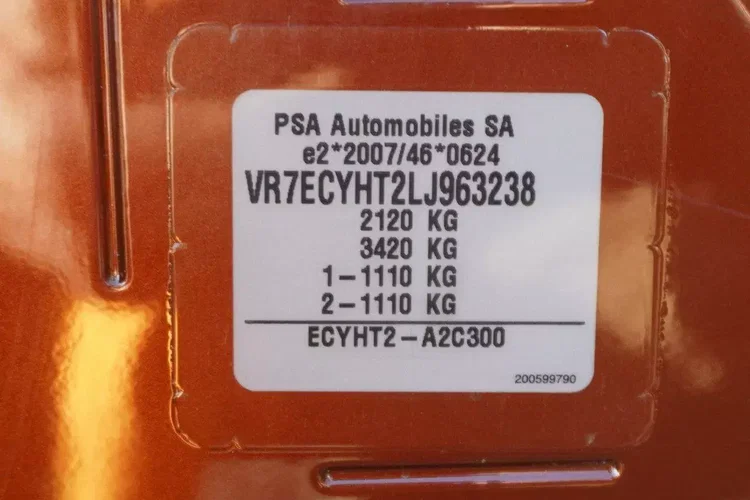 PSA Automobiles SA
e2*2007/46*0624
VR7ECYHT2LJ963238
2120 KG
3420 KG
1-1110 KG
2-1110 KG
ECYHT2-A2C300
200599790